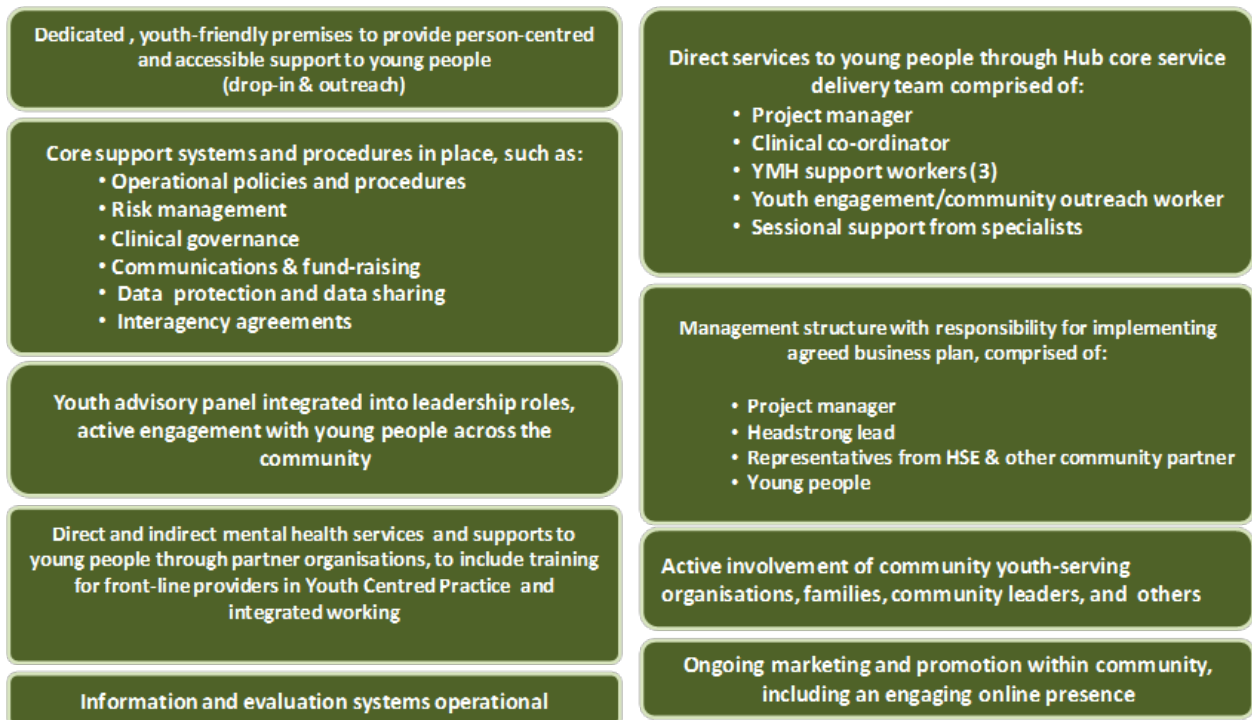 Dedicated , youth-friendly premises to provide person-centred
and accessible support to young people
(drop-in & outreach)
Core support systems and procedures in place, such as:
• Operational policies and procedures
• Risk management
• Clinical governance
• Communications & fund-raising
• Data protection and data sharing
• Interagency agreements
Youth advisory panel integrated into leadership roles,
active engagement with young people across the
community
Direct and indirect mental health services and supports to
young people through partner organisations, to include training
for front-line providers in Youth Centred Practice and
integrated working
Information and evaluation systems operational
Direct services to young people through Hub core service
delivery team comprised of:
• Project manager
• Clinical co-ordinator
• YMH support workers (3)
• Youth engagement/community outreach worker
• Sessional support from specialists
Management structure with responsibility for implementing
agreed business plan, comprised of:
• Project manager
• Headstrong lead
• Representatives from HSE & other community partner
• Young people
Active involvement of community youth-serving
organisations, families, community leaders, and others
Ongoing marketing and promotion within community,
including an engaging online presence